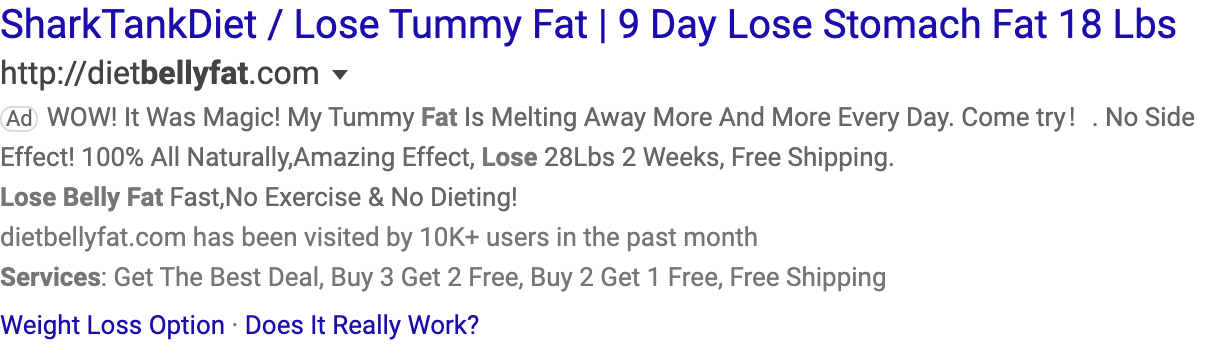 SharkTankDiet / Lose Tummy Fat | 9 Day Lose Stomach Fat 18 Lbs
http://dietbellyfat.com
Ad WOW! It Was Magic! My Tummy Fat Is Melting Away More And More Every Day. Come try！ . No Side
Effect! 100% All Naturally,Amazing Effect, Lose 28Lbs 2 Weeks, Free Shipping.
Lose Belly Fat Fast,No Exercise & No Dieting!
dietbellyfat.com has been visited by 10K+ users in the past month
Services: Get The Best Deal, Buy 3 Get 2 Free, Buy 2 Get 1 Free, Free Shipping
Weight Loss Option · Does It Really Work?